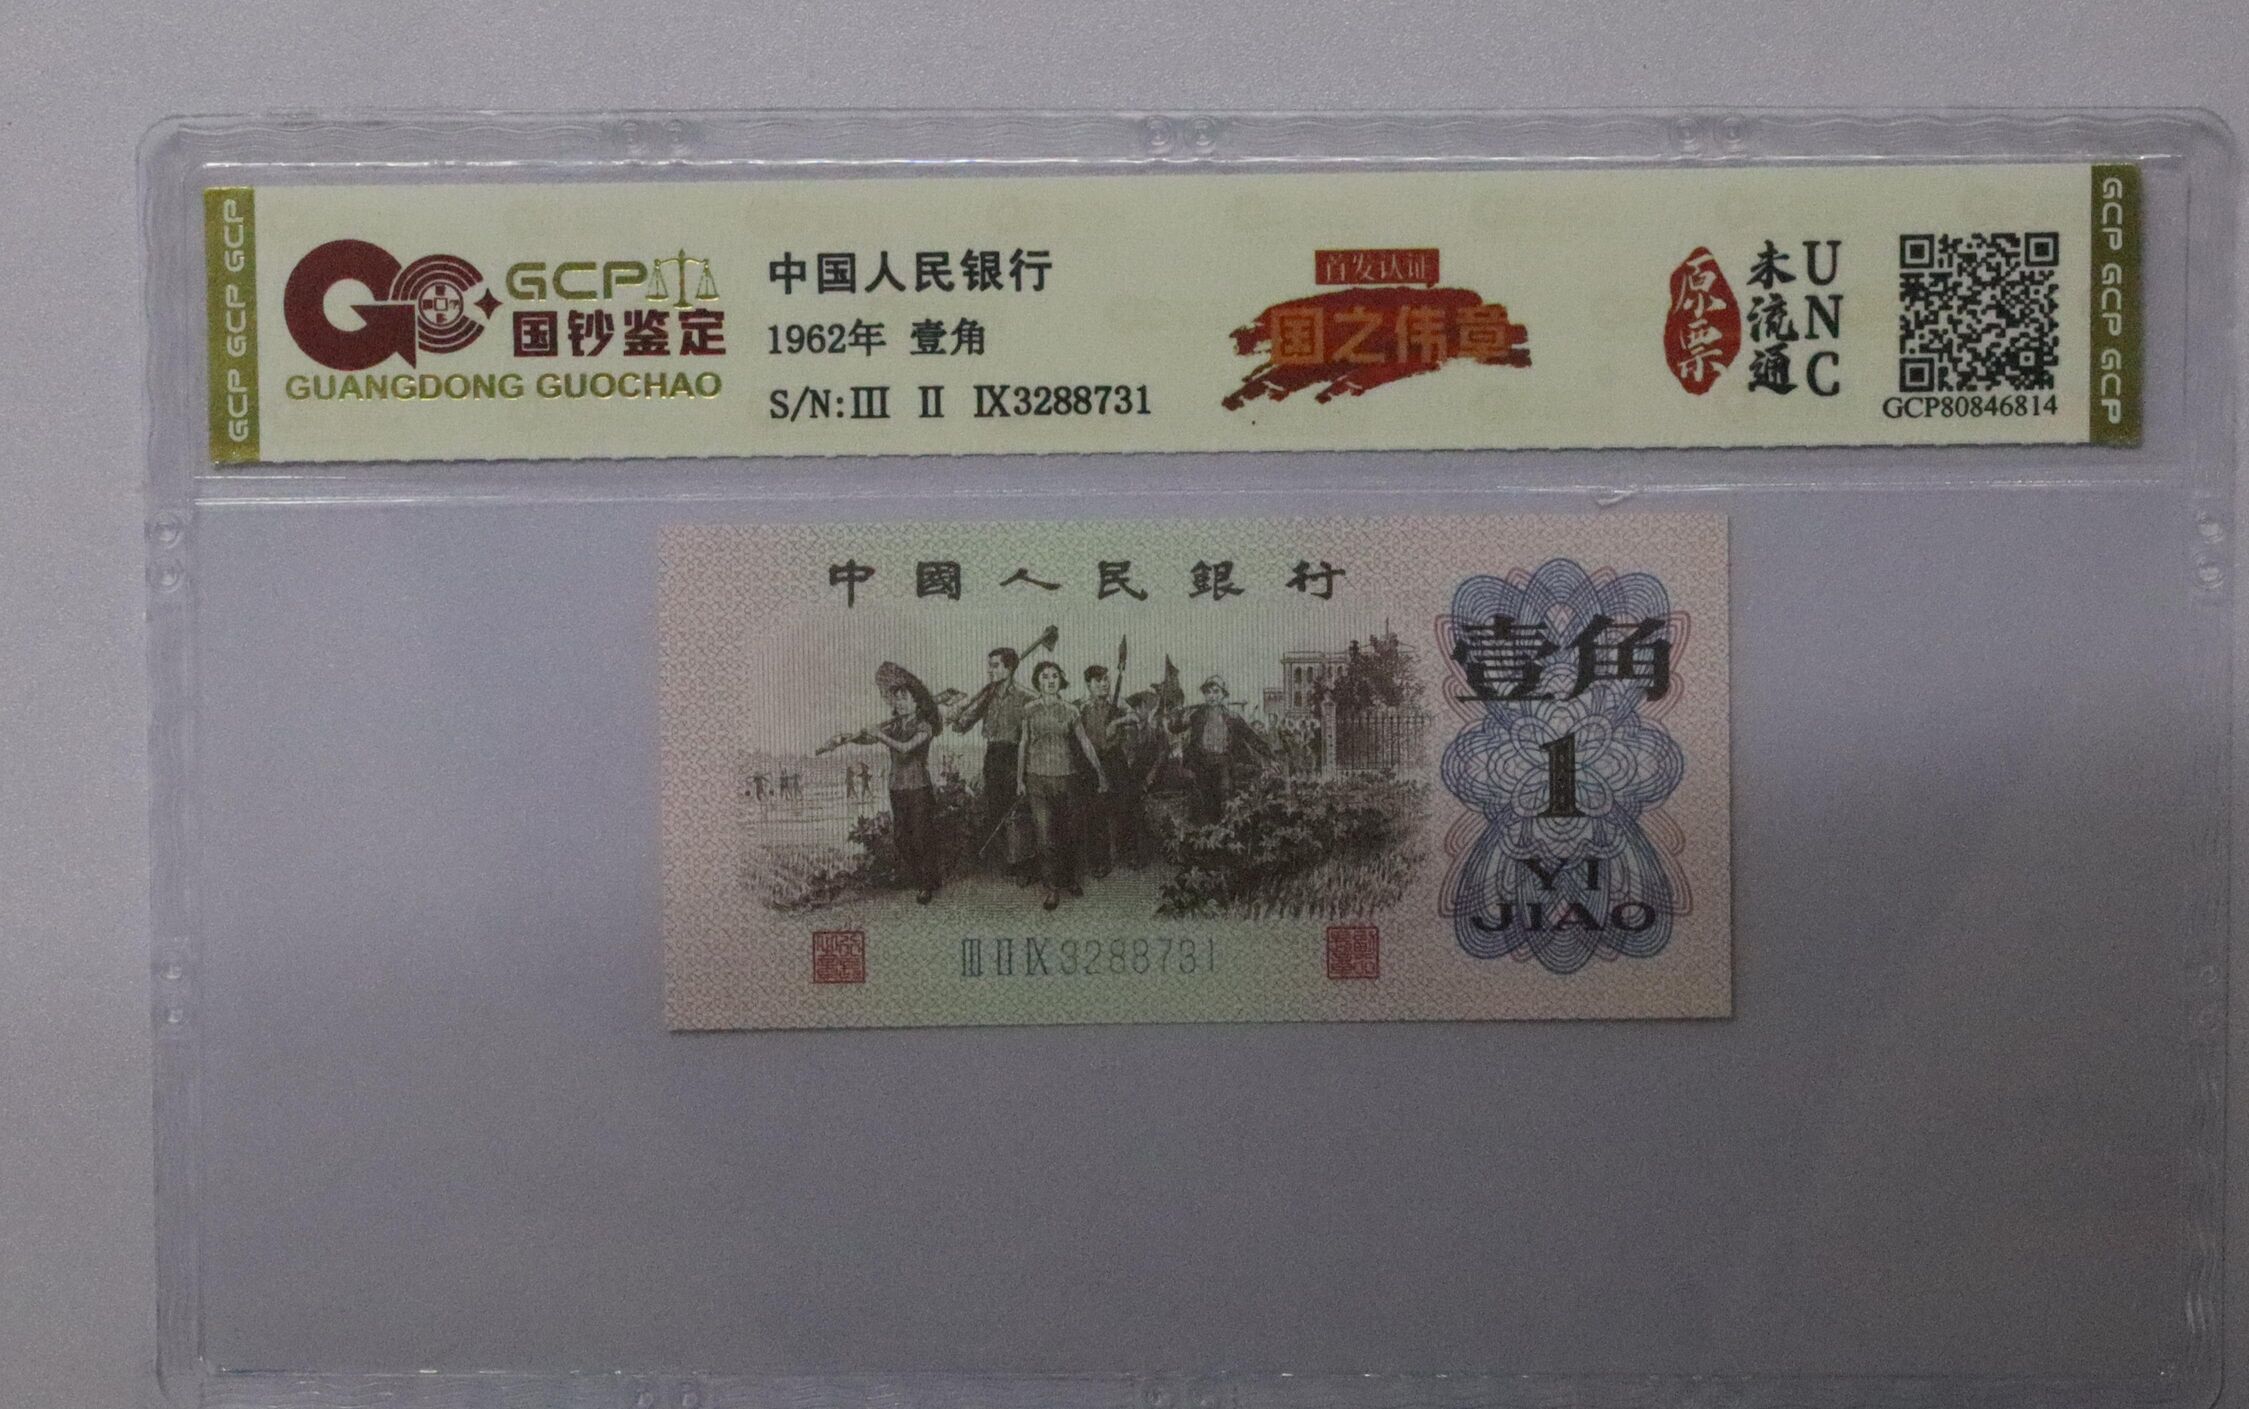 GCP GCP GCP
GCP
国钞鉴定
GUANGDONG GUOCHAO
中国人民银行
1962年 壹角
S/N:Ⅲ Ⅱ Ⅸ3288731
首发认证
国之伟章
原票
未流通
UNC
GCP80846814
GCP GCP GCP
中國人民銀行
壹角
1
YI
JIAO
Ⅲ Ⅱ Ⅸ 3288731